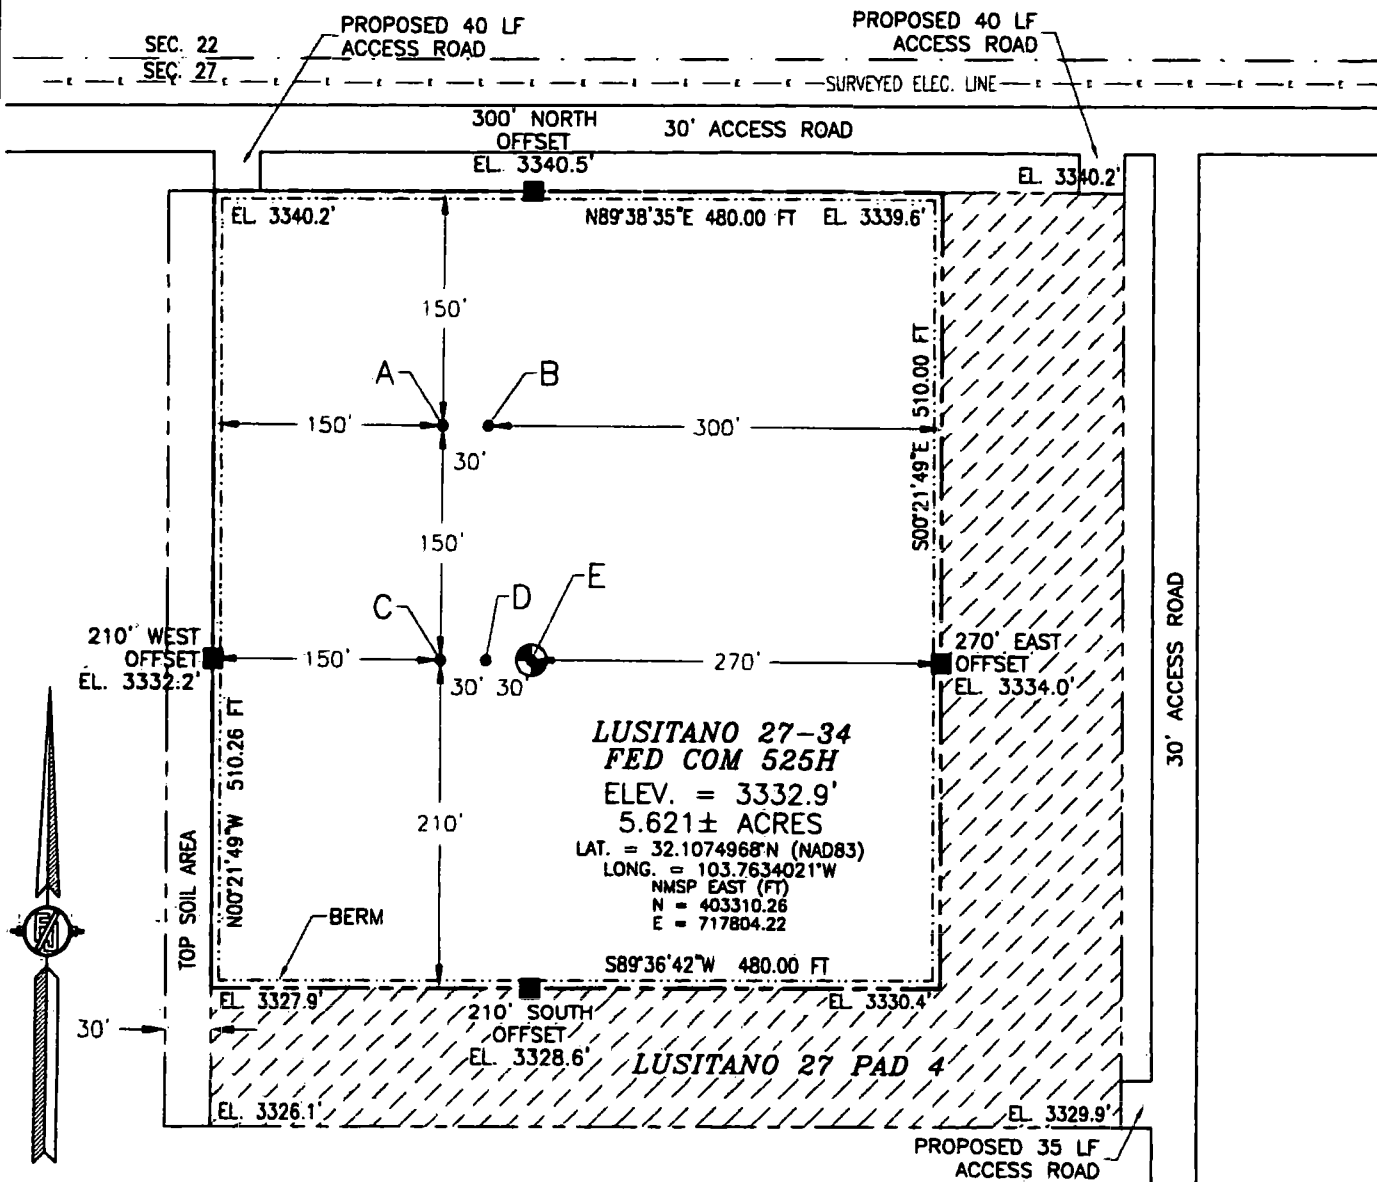 PROPOSED 40 LF
ACCESS ROAD
PROPOSED 40 LF
ACCESS ROAD
SEC. 22
SEC. 27
SURVEYED ELEC. LINE
300' NORTH
OFFSET
EL. 3340.5'
30' ACCESS ROAD
EL. 3340.2'
EL. 3340.2'
N89°38'35"E 480.00 FT
EL. 3339.6'
150'
S00°21'49"E 510.00 FT
A
B
150'
300'
30'
150'
C
D
E
30' ACCESS ROAD
210' WEST
OFFSET
EL. 3332.2'
150'
270'
30'
30'
270' EAST
OFFSET
EL. 3334.0'
LUSITANO 27-34
FED COM 525H
ELEV. = 3332.9'
5.621± ACRES
LAT. = 32.1074968°N (NAD83)
LONG. = 103.7634021°W
NMSP EAST (FT)
N = 403310.26
E = 717804.22
210'
N00°21'49"W 510.26 FT
TOP SOIL AREA
BERM
S89°36'42"W 480.00 FT
EL. 3327.9'
EL. 3330.4'
210' SOUTH
OFFSET
EL. 3328.6'
30'
LUSITANO 27 PAD 4
EL. 3326.1'
EL. 3329.9'
PROPOSED 35 LF
ACCESS ROAD